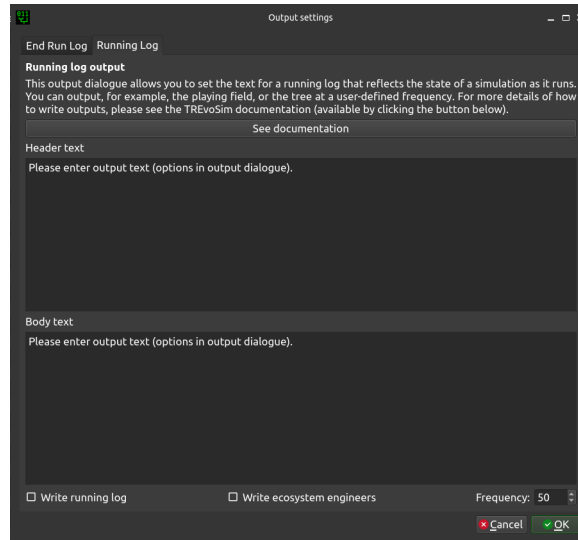 Output settings
End Run Log Running Log
Running log output
This output dialogue allows you to set the text for a running log that reflects the state of a simulation as it runs.
You can output, for example, the playing field, or the tree at a user-defined frequency. For more details of how
to write outputs, please see the TREvoSim documentation (available by clicking the button below).
See documentation
Header text
Please enter output text (options in output dialogue).
Body text
Please enter output text (options in output dialogue).
Write running log Write ecosystem engineers Frequency: 50
Cancel OK